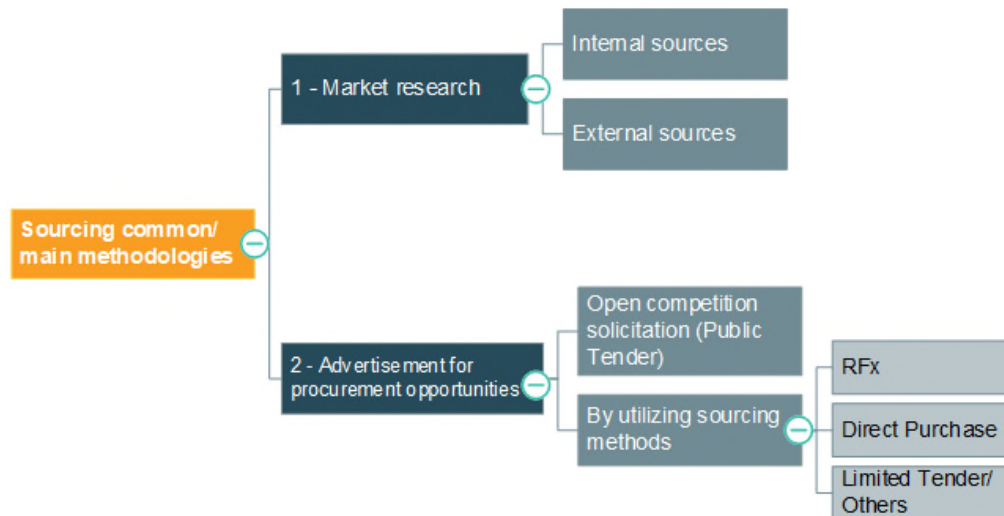 Internal sources
1 - Market research
External sources
Sourcing common/
main methodologies
Open competition
solicitation (Public
Tender)
2 - Advertisement for
procurement opportunities
By utilizing sourcing
methods
RFx
Direct Purchase
Limited Tender/
Others